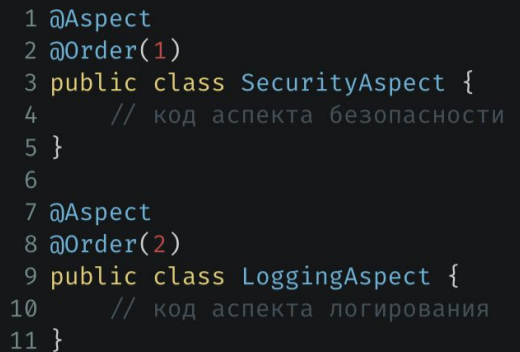 1 @Aspect
2 @Order(1)
3 public class SecurityAspect {
4     // код аспекта безопасности
5 }
6
7 @Aspect
8 @Order(2)
9 public class LoggingAspect {
10     // код аспекта логирования
11 }